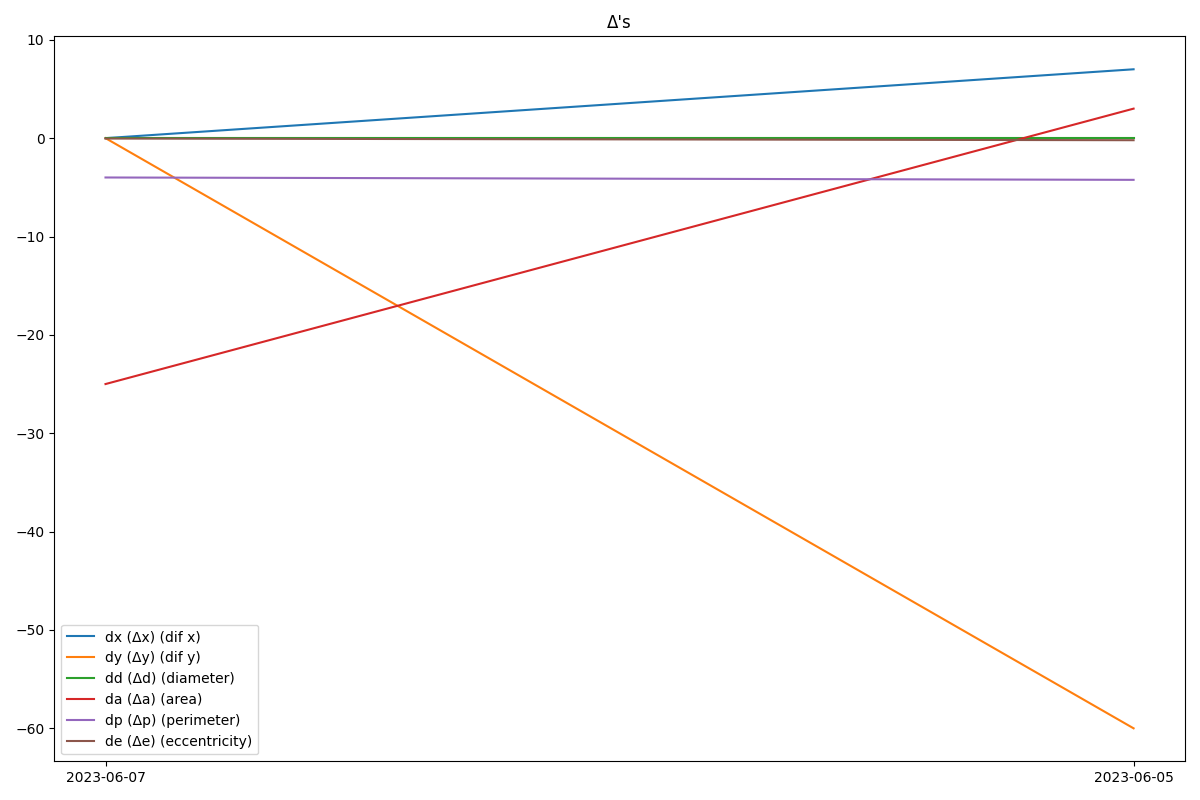 Δ's
10
0
−10
−20
−30
−40
−50
−60
dx (Δx) (dif x)
dy (Δy) (dif y)
dd (Δd) (diameter)
da (Δa) (area)
dp (Δp) (perimeter)
de (Δe) (eccentricity)
2023-06-07 2023-06-05